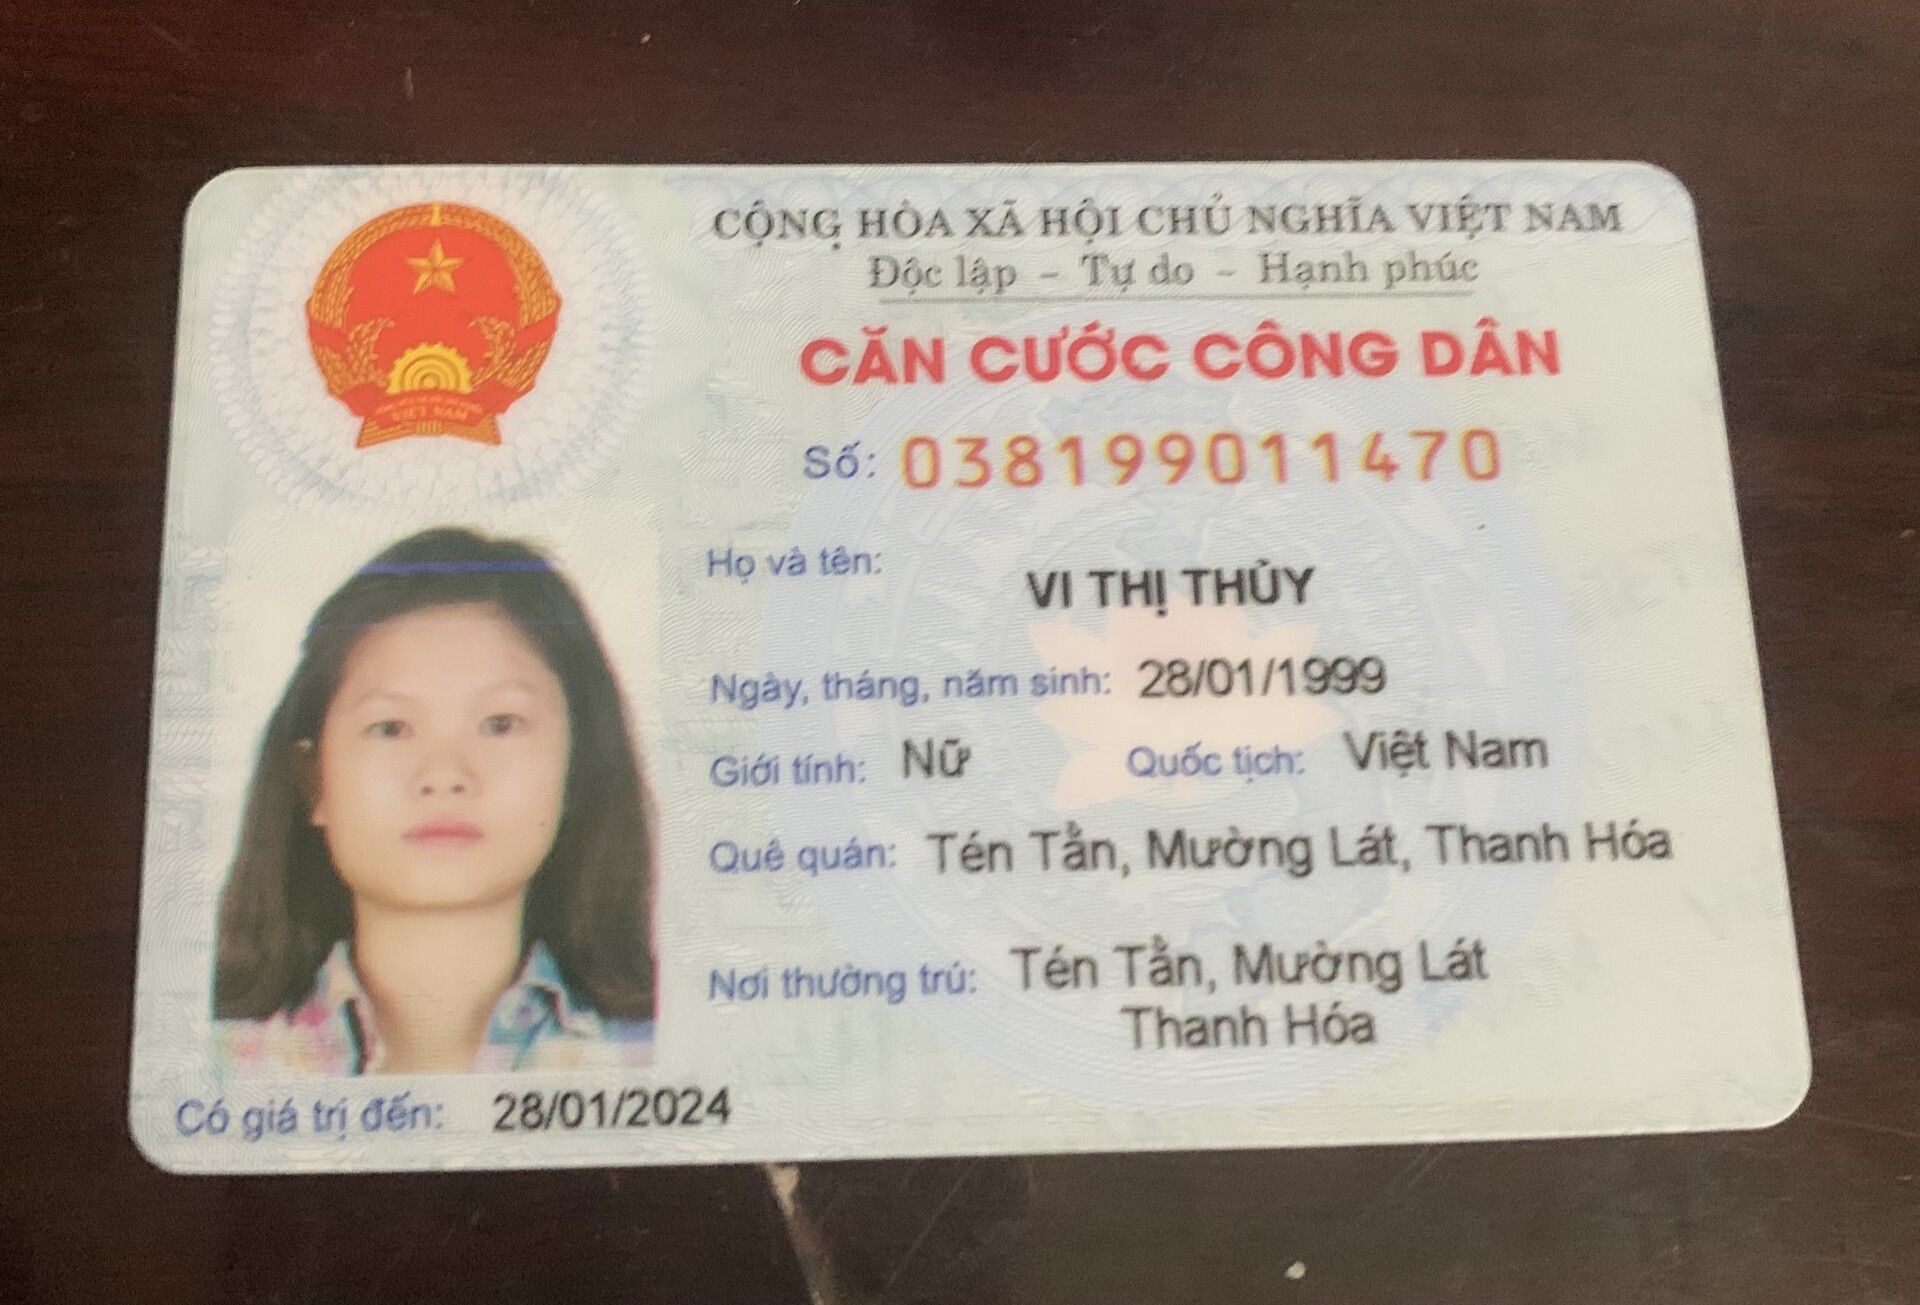 CỘNG HÒA XÃ HỘI CHỦ NGHĨA VIỆT NAM
Độc lập - Tự do - Hạnh phúc
CĂN CƯỚC CÔNG DÂN
Số: 038199011470
Họ và tên: VI THỊ THỦY
Ngày, tháng, năm sinh: 28/01/1999
Giới tính: Nữ Quốc tịch: Việt Nam
Quê quán: Tén Tằn, Mường Lát, Thanh Hóa
Nơi thường trú: Tén Tằn, Mường Lát
Thanh Hóa
Có giá trị đến: 28/01/2024
VIỆT NAM